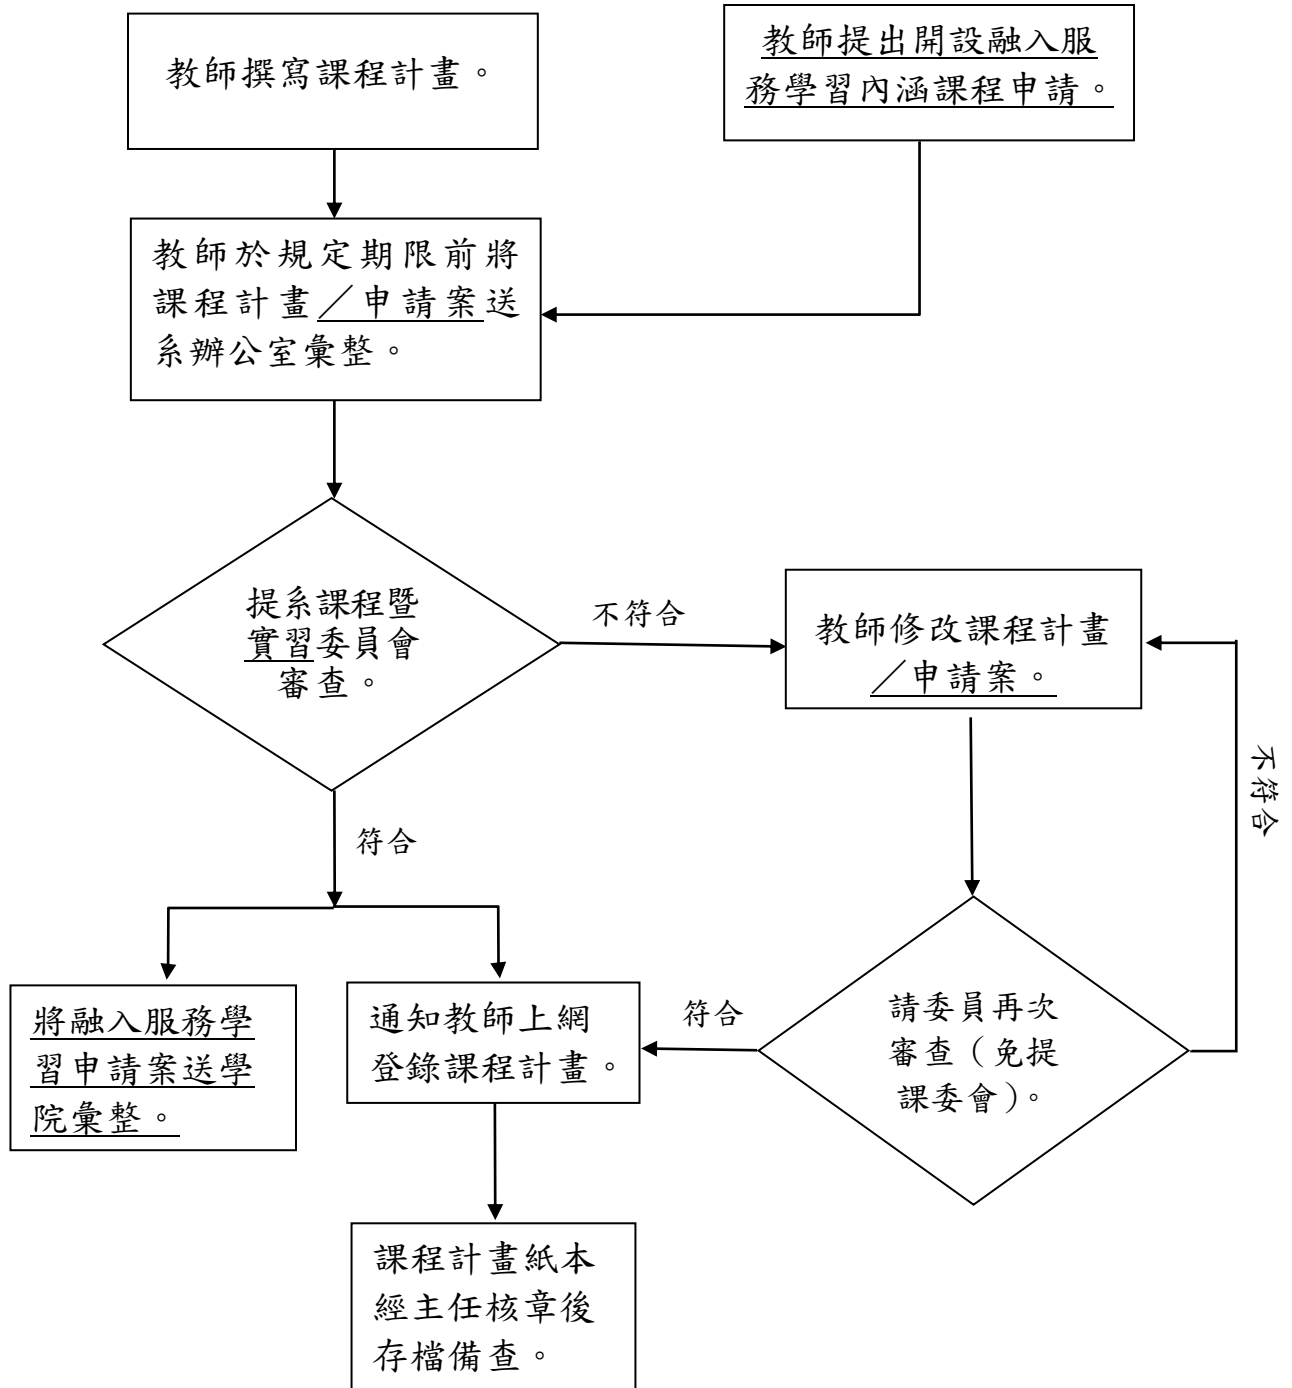 教師撰寫課程計畫。
教師提出開設融入服
務學習內涵課程申請。
教師於規定期限前將
課程計畫／申請案送
系辦公室彙整。
提系課程暨
實習委員會
審查。
不符合
教師修改課程計畫
／申請案。
不符合
符合
將融入服務學
習申請案送學
院彙整。
通知教師上網
登錄課程計畫。
符合
請委員再次
審查（免提
課委會）。
課程計畫紙本
經主任核章後
存檔備查。